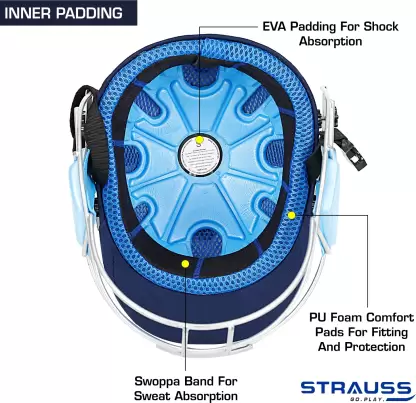 INNER PADDING
EVA Padding For Shock
Absorption
PU Foam Comfort
Pads For Fitting
And Protection
Swoppa Band For
Sweat Absorption
STRAUSS
GO.PLAY.